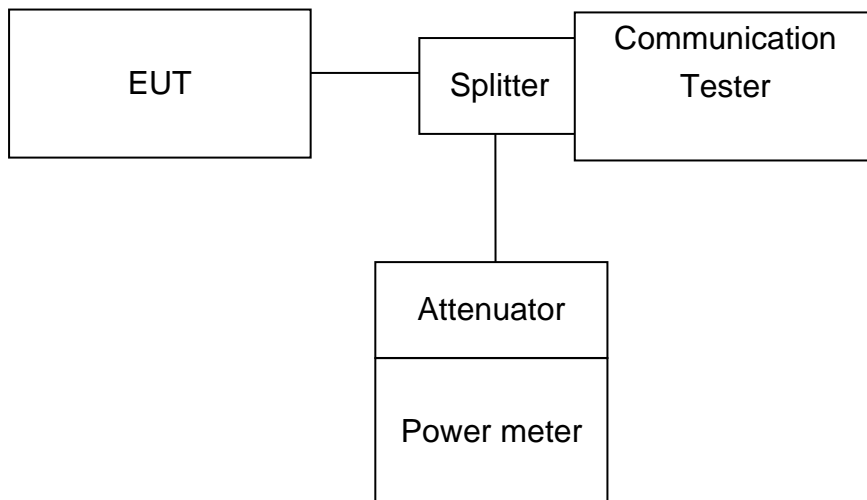 EUT
Splitter
Communication
Tester
Attenuator
Power meter